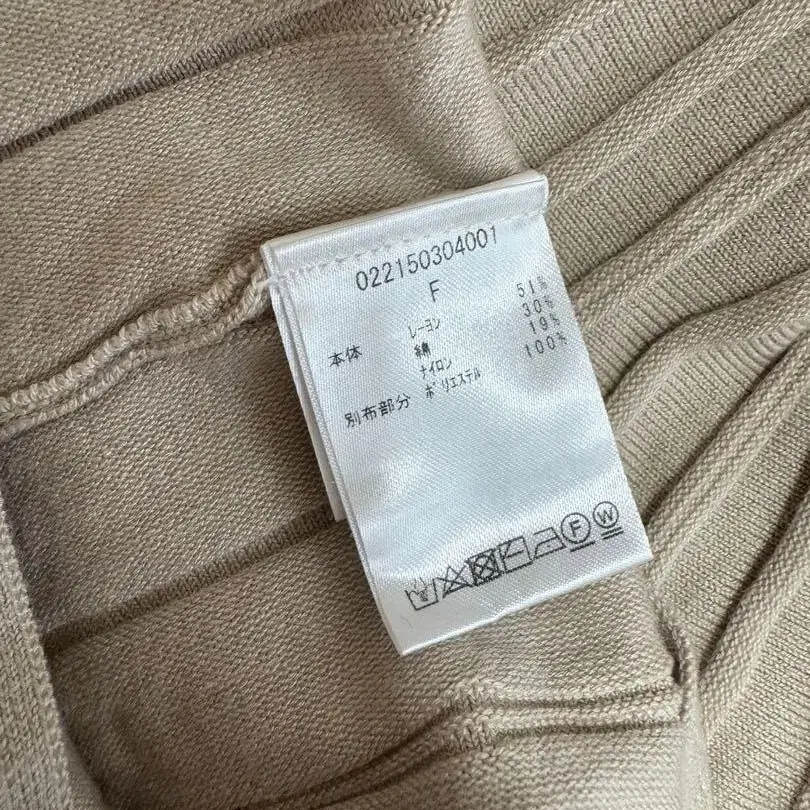 022150304001
F
本体 レーヨン 51%
綿 30%
ナイロン 19%
別布部分 ポリエステル 100%
F W